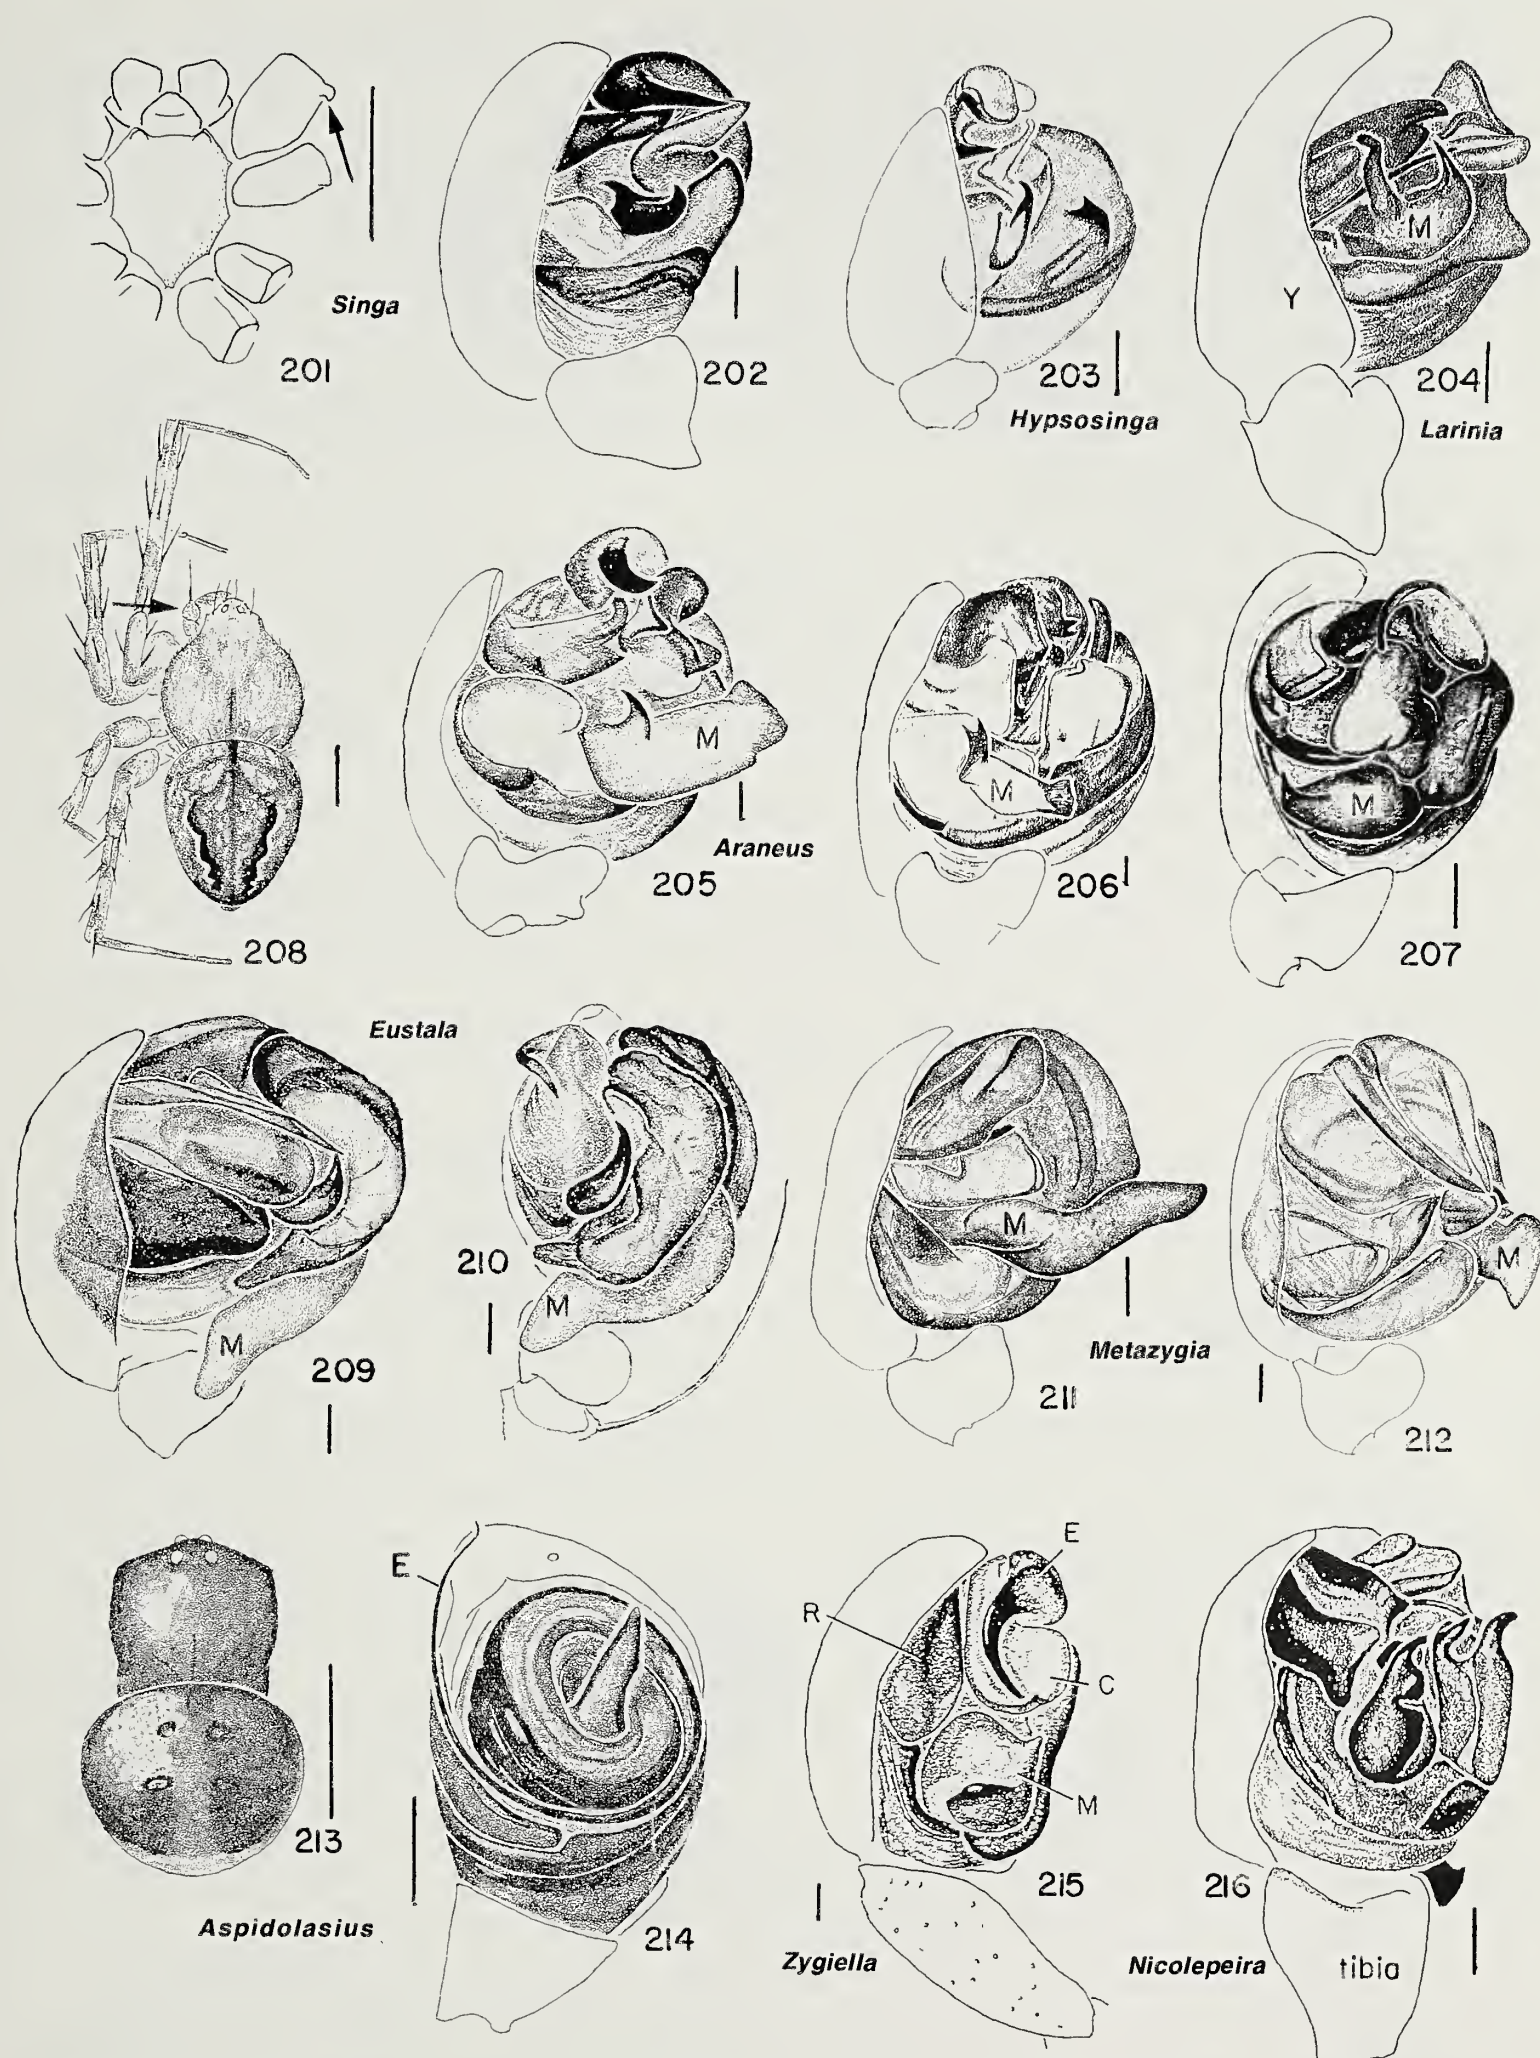 Singa
201
202
203
Hypsosinga
M
Y
204
Larinia
208
M
Araneus
205
M
206
M
207
Eustala
M
209
210
M
M
Metazygia
211
M
212
213
Aspidolasius
E
214
E
R
C
M
215
Zygiella
216
Nicolepeira
tibia